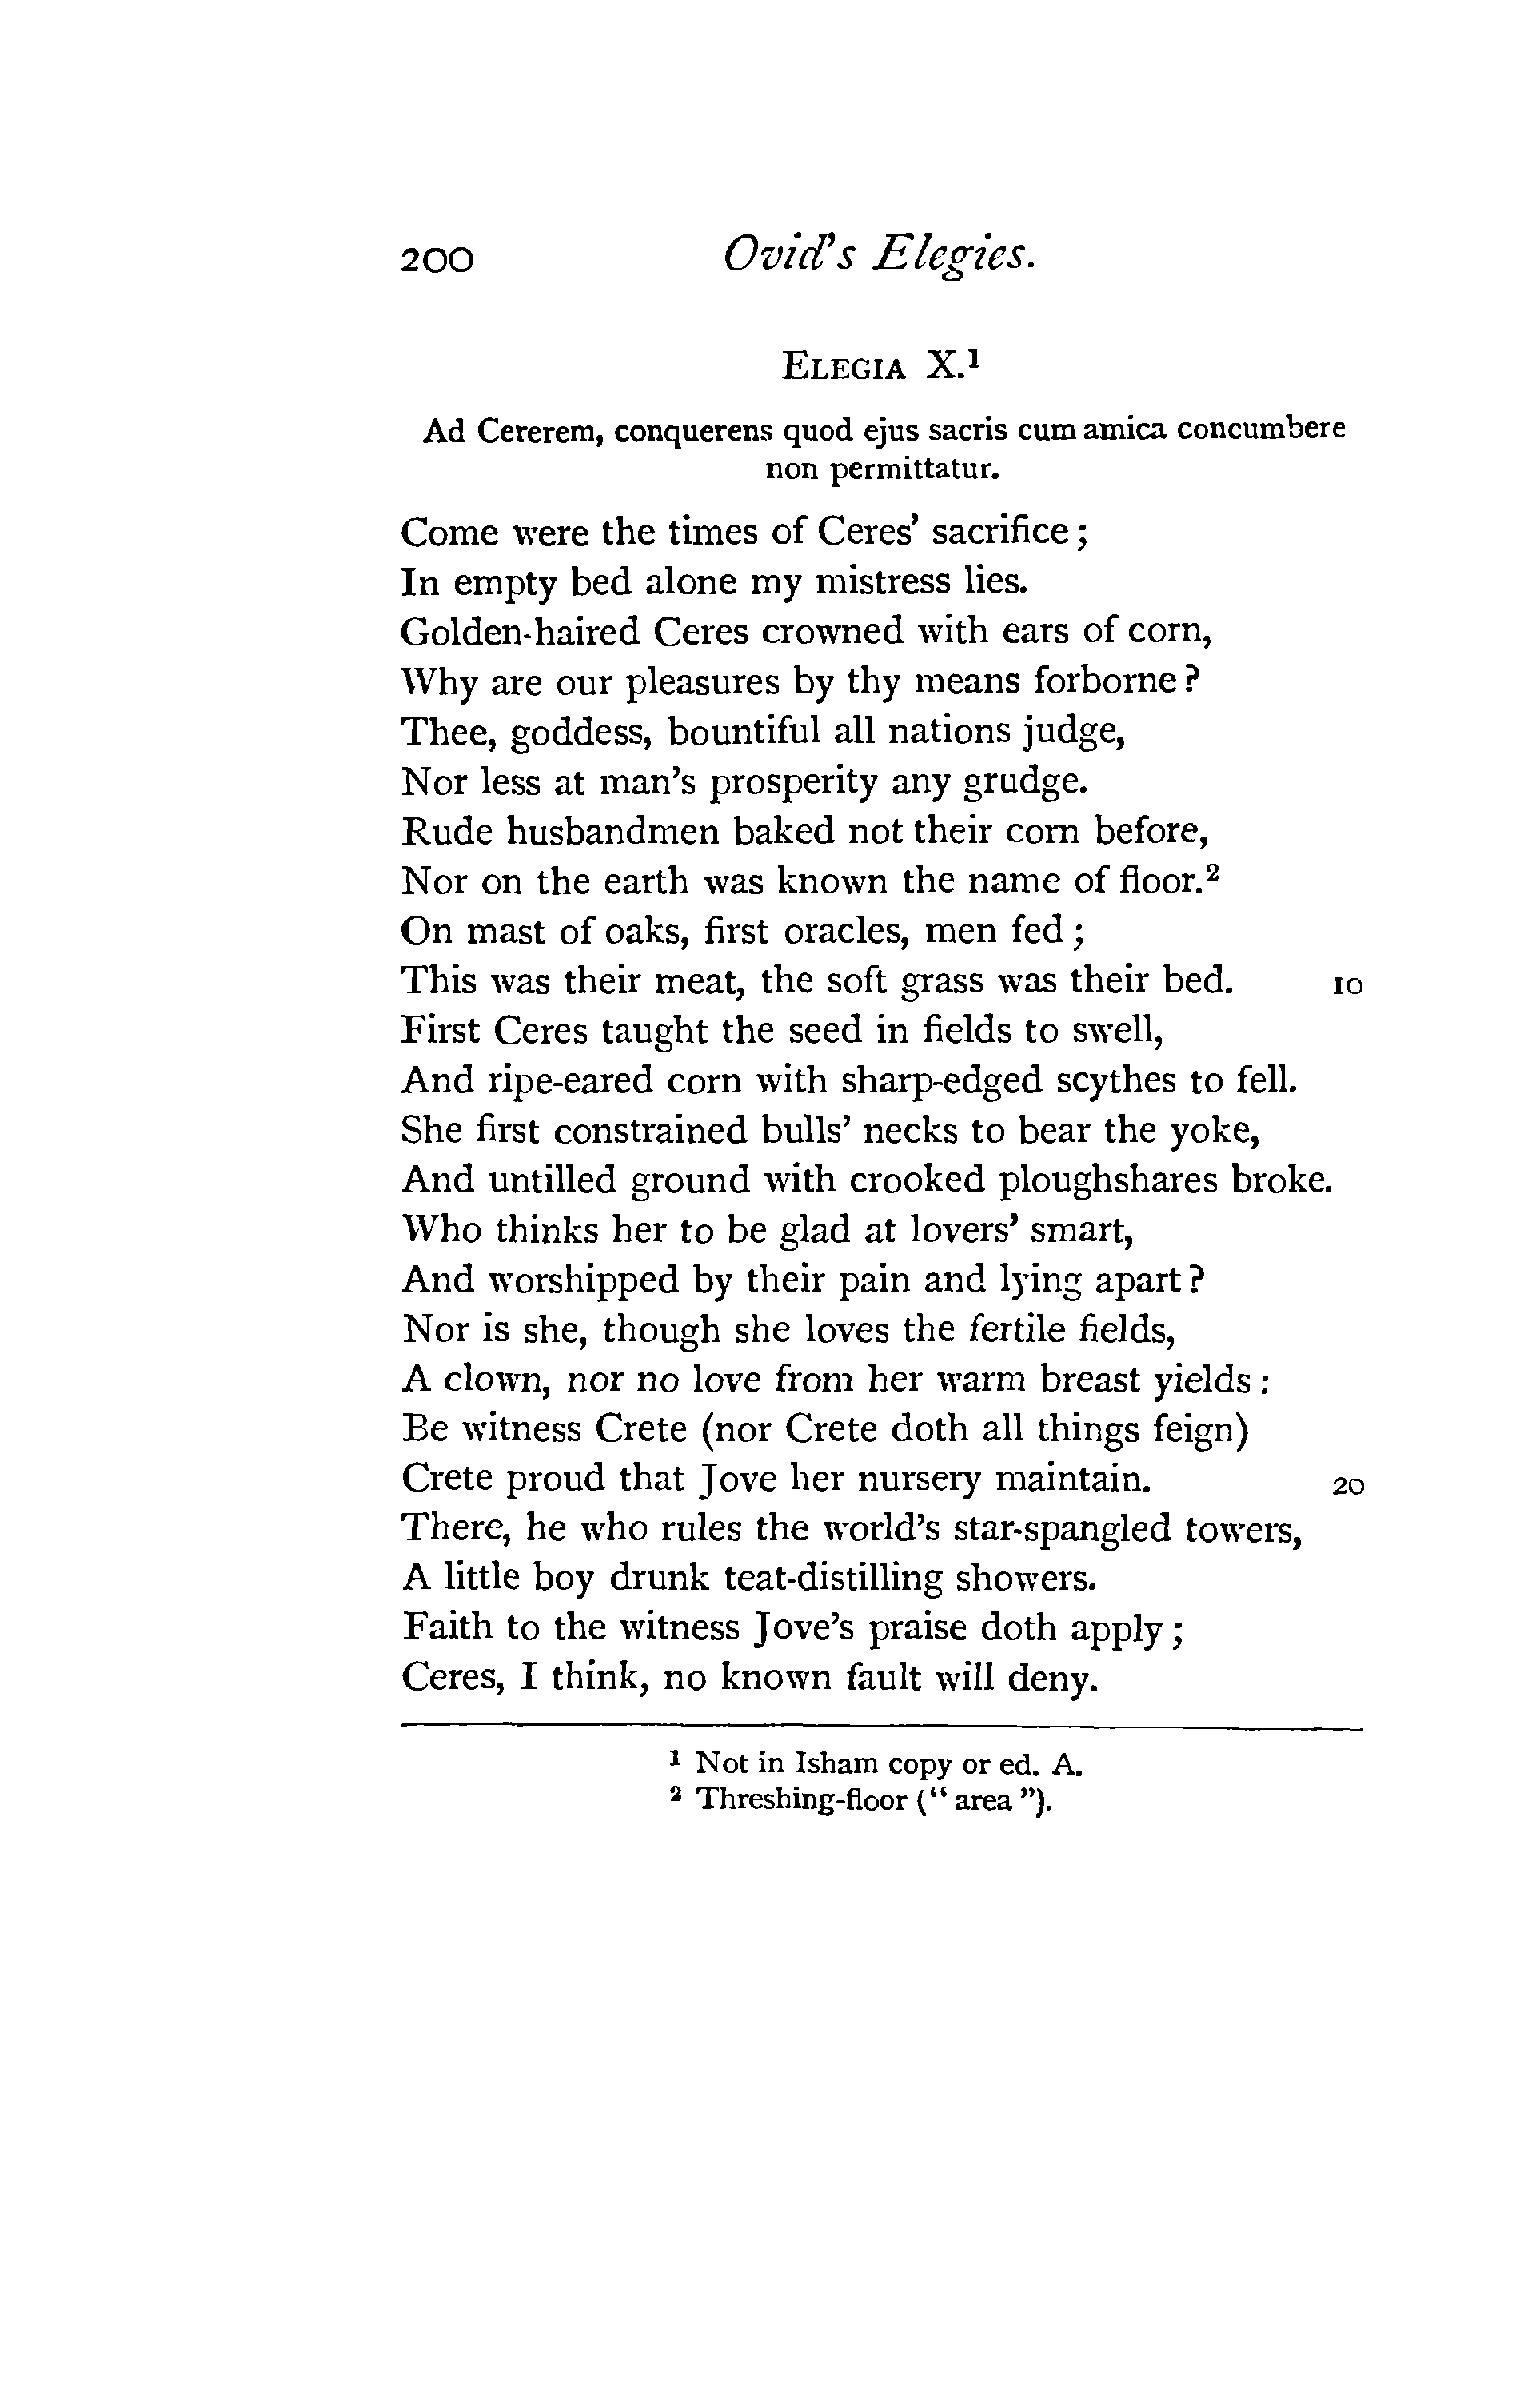 200 Ovid's Elegies.
ELEGIA X.¹
Ad Cererem, conquerens quod ejus sacris cum amica concumbere
non permittatur.
Come were the times of Ceres' sacrifice;
In empty bed alone my mistress lies.
Golden-haired Ceres crowned with ears of corn,
Why are our pleasures by thy means forborne?
Thee, goddess, bountiful all nations judge,
Nor less at man's prosperity any grudge.
Rude husbandmen baked not their corn before,
Nor on the earth was known the name of floor.²
On mast of oaks, first oracles, men fed;
This was their meat, the soft grass was their bed. 10
First Ceres taught the seed in fields to swell,
And ripe-eared corn with sharp-edged scythes to fell.
She first constrained bulls' necks to bear the yoke,
And untilled ground with crooked ploughshares broke.
Who thinks her to be glad at lovers' smart,
And worshipped by their pain and lying apart?
Nor is she, though she loves the fertile fields,
A clown, nor no love from her warm breast yields:
Be witness Crete (nor Crete doth all things feign)
Crete proud that Jove her nursery maintain. 20
There, he who rules the world's star-spangled towers,
A little boy drunk teat-distilling showers.
Faith to the witness Jove's praise doth apply;
Ceres, I think, no known fault will deny.
¹ Not in Isham copy or ed. A.
² Threshing-floor ("area").